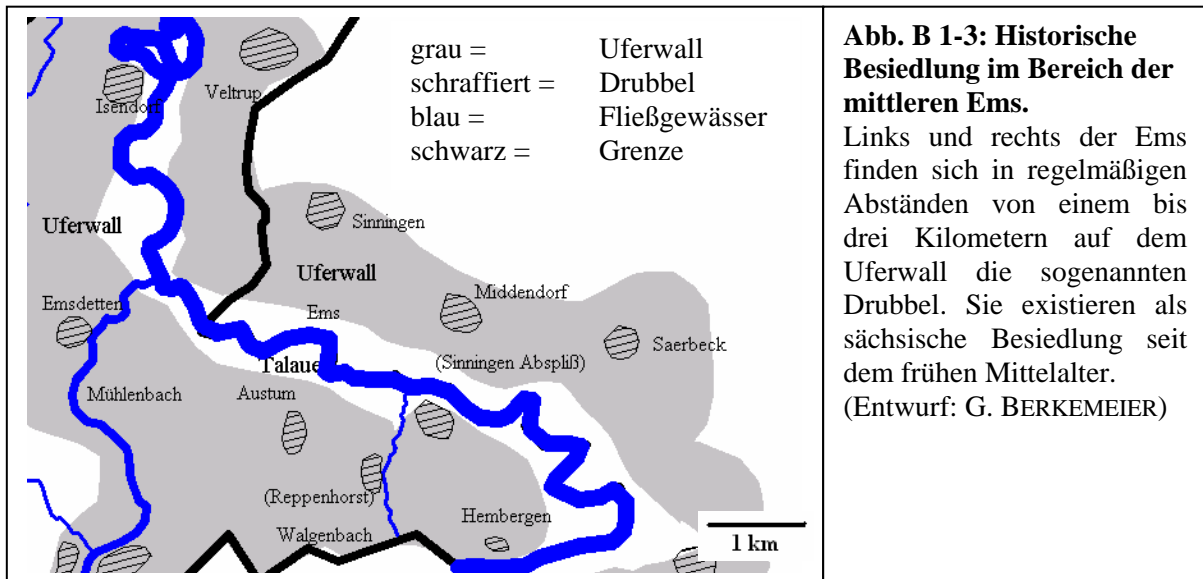 grau = Uferwall
schraffiert = Drubbel
blau = Fließgewässer
schwarz = Grenze
Isendorf
Veltrup
Uferwall
Sinningen
Uferwall
Emsdetten
Ems
Middendorf
Saerbeck
(Sinningen Abspliß)
Talaue
Mühlenbach
Austum
(Reppenhorst)
Walgenbach
Hembergen
1 km
Abb. B 1-3: Historische
Besiedlung im Bereich der
mittleren Ems.
Links und rechts der Ems
finden sich in regelmäßigen
Abständen von einem bis
drei Kilometern auf dem
Uferwall die sogenannten
Drubbel. Sie existieren als
sächsische Besiedlung seit
dem frühen Mittelalter.
(Entwurf: G. BERKEMEIER)